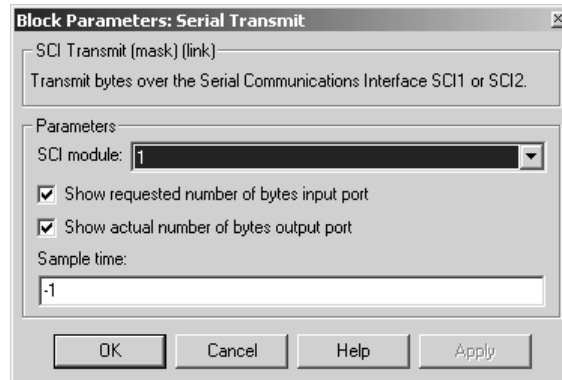 Block Parameters: Serial Transmit
SCI Transmit (mask) (link)
Transmit bytes over the Serial Communications Interface SCI1 or SCI2.
Parameters
SCI module: 1
Show requested number of bytes input port
Show actual number of bytes output port
Sample time:
-1
OK Cancel Help Apply